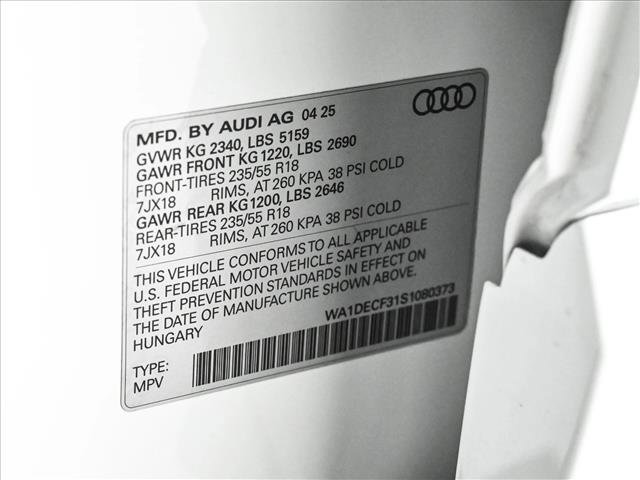 MFD. BY AUDI AG 04 25
GVWR KG 2340, LBS 5159
GAWR FRONT KG 1220, LBS 2690
FRONT-TIRES 235/55 R18
7JX18 RIMS, AT 260 KPA 38 PSI COLD
GAWR REAR KG1200, LBS 2646
REAR-TIRES 235/55 R18
7JX18 RIMS, AT 260 KPA 38 PSI COLD
THIS VEHICLE CONFORMS TO ALL APPLICABLE
U.S. FEDERAL MOTOR VEHICLE SAFETY AND
THEFT PREVENTION STANDARDS IN EFFECT ON
THE DATE OF MANUFACTURE SHOWN ABOVE.
HUNGARY
WA1DECF31S1080373
TYPE:
MPV